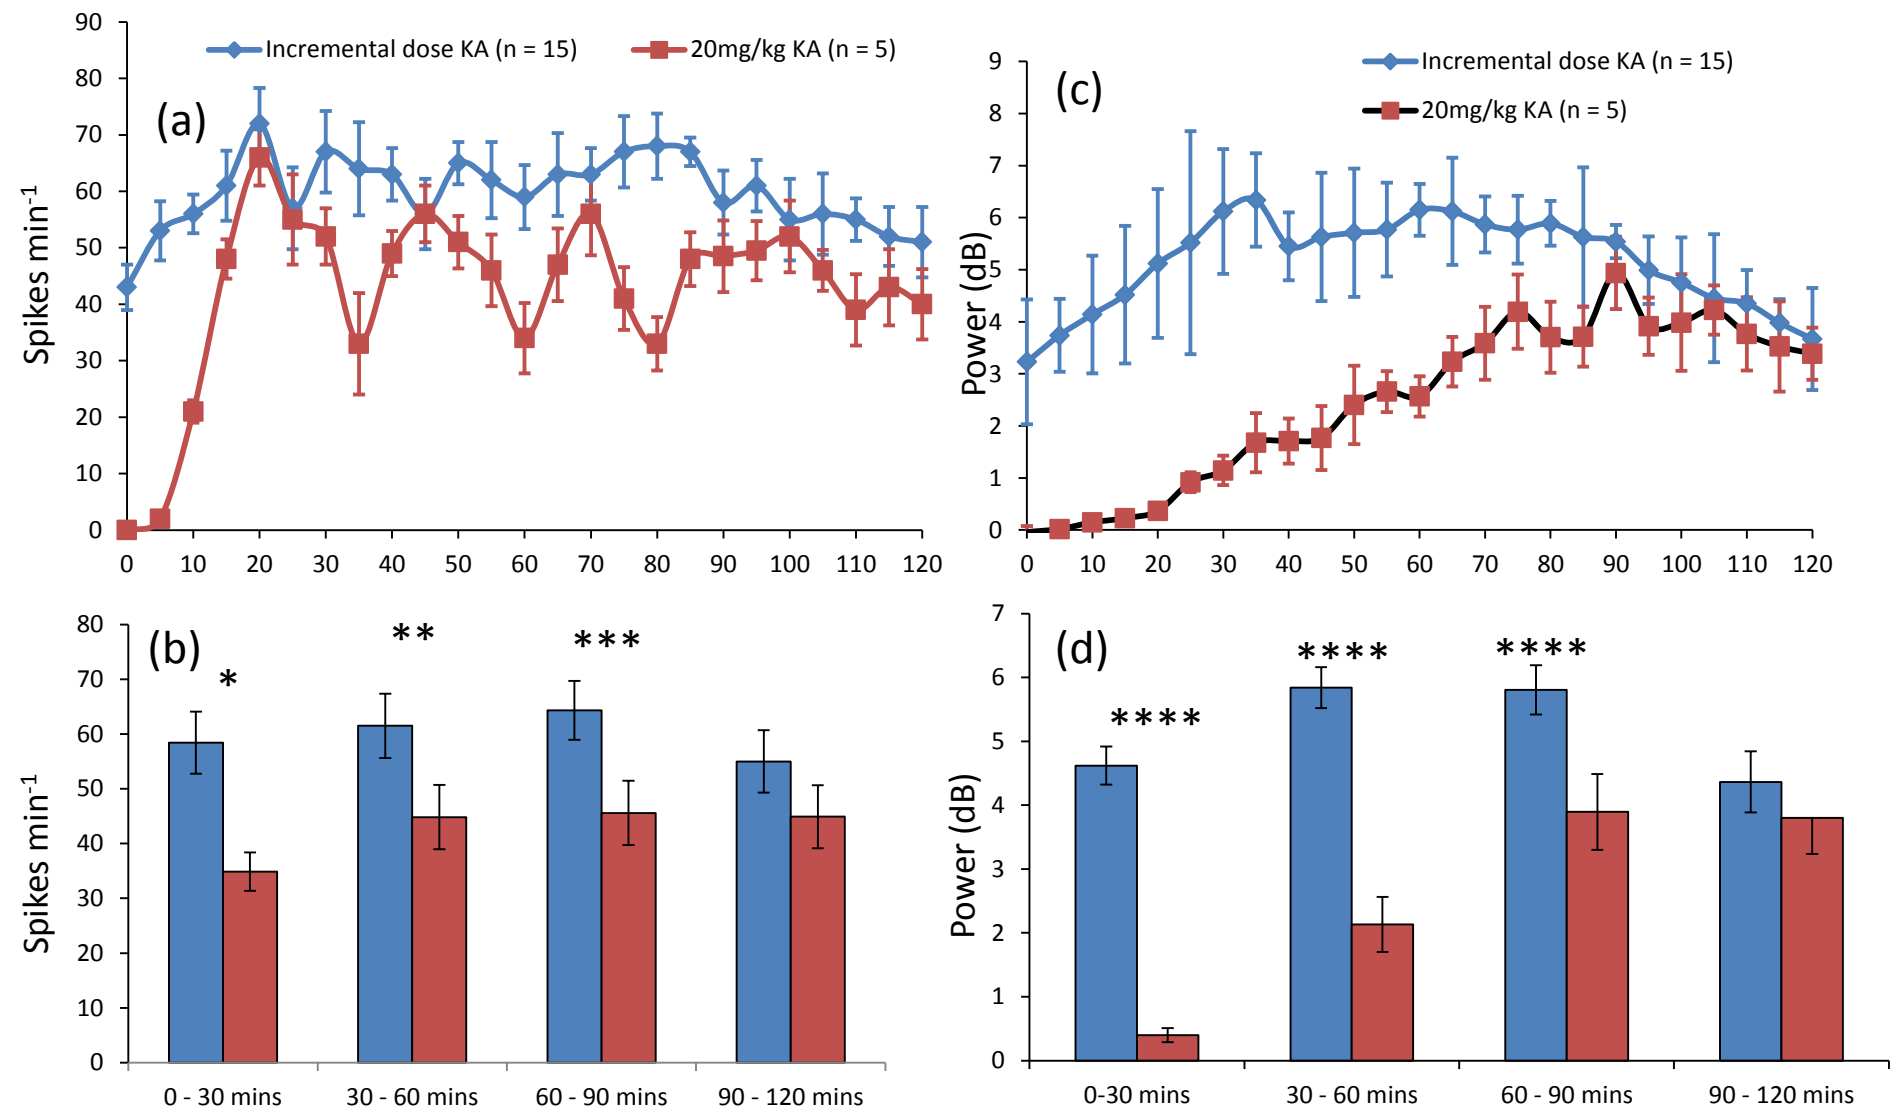 Incremental dose KA (n = 15) 20mg/kg KA (n = 5)
(a)
Spikes min⁻¹
90
80
70
60
50
40
30
20
10
0
0 10 20 30 40 50 60 70 80 90 100 110 120
Incremental dose KA (n = 15)
20mg/kg KA (n = 5)
(c)
Power (dB)
9
8
7
6
5
4
3
2
1
0
0 10 20 30 40 50 60 70 80 90 100 110 120
(b)
* ** ***
Spikes min⁻¹
80
70
60
50
40
30
20
10
0
0 - 30 mins 30 - 60 mins 60 - 90 mins 90 - 120 mins
(d)
**** **** ****
Power (dB)
7
6
5
4
3
2
1
0
0-30 mins 30 - 60 mins 60 - 90 mins 90 - 120 mins